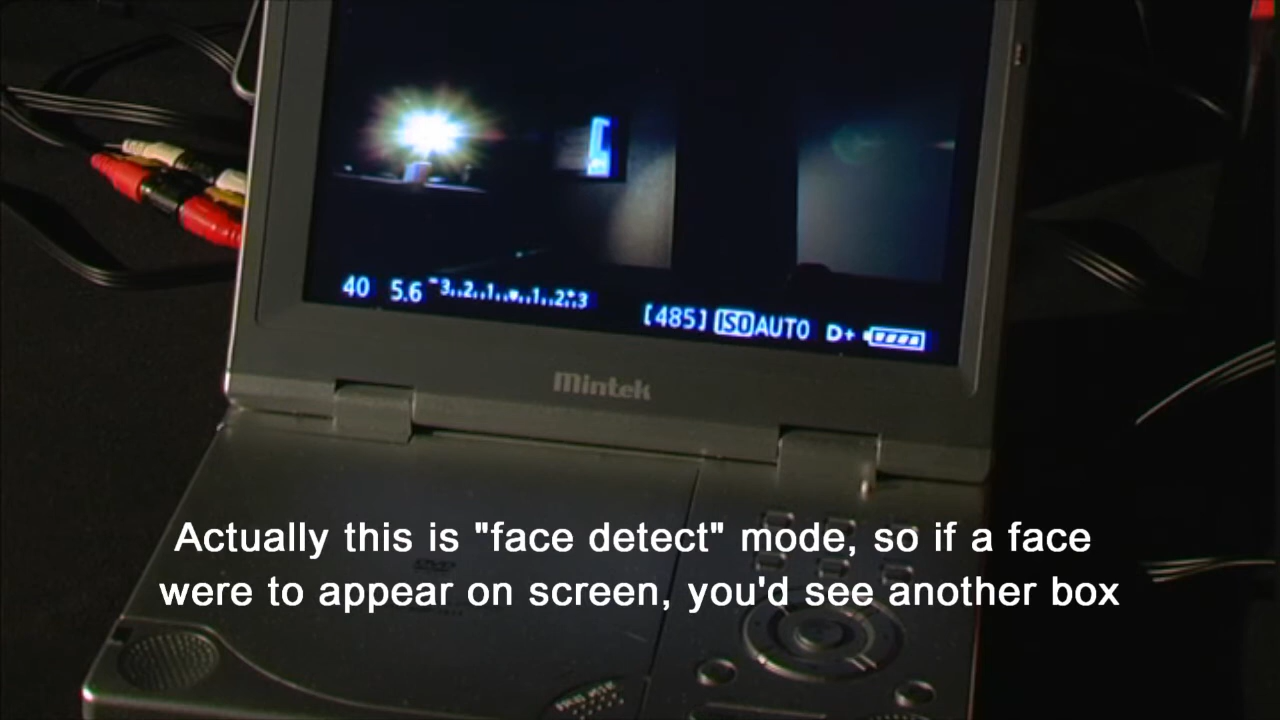 40 5.6 -3..2..1..▼..1..2..+3
[485] ISO AUTO D+
Mintek
Actually this is "face detect" mode, so if a face
were to appear on screen, you'd see another box